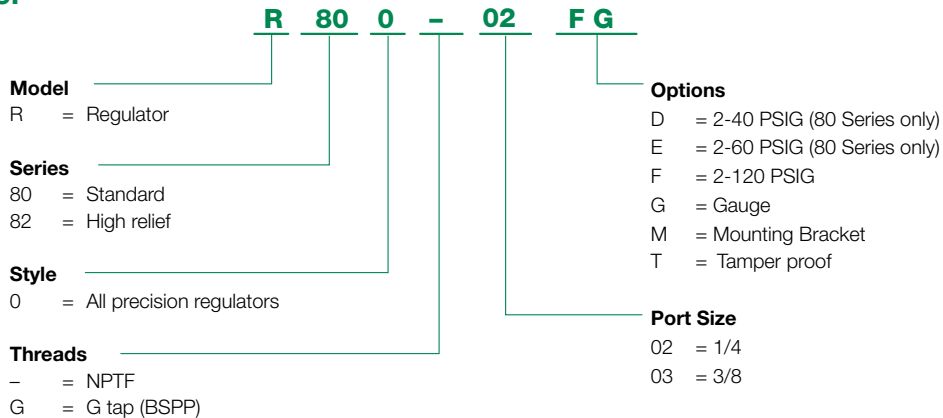 R 80 0 – 02 F G
Model
R = Regulator
Series
80 = Standard
82 = High relief
Style
0 = All precision regulators
Threads
– = NPTF
G = G tap (BSPP)
Options
D = 2-40 PSIG (80 Series only)
E = 2-60 PSIG (80 Series only)
F = 2-120 PSIG
G = Gauge
M = Mounting Bracket
T = Tamper proof
Port Size
02 = 1/4
03 = 3/8